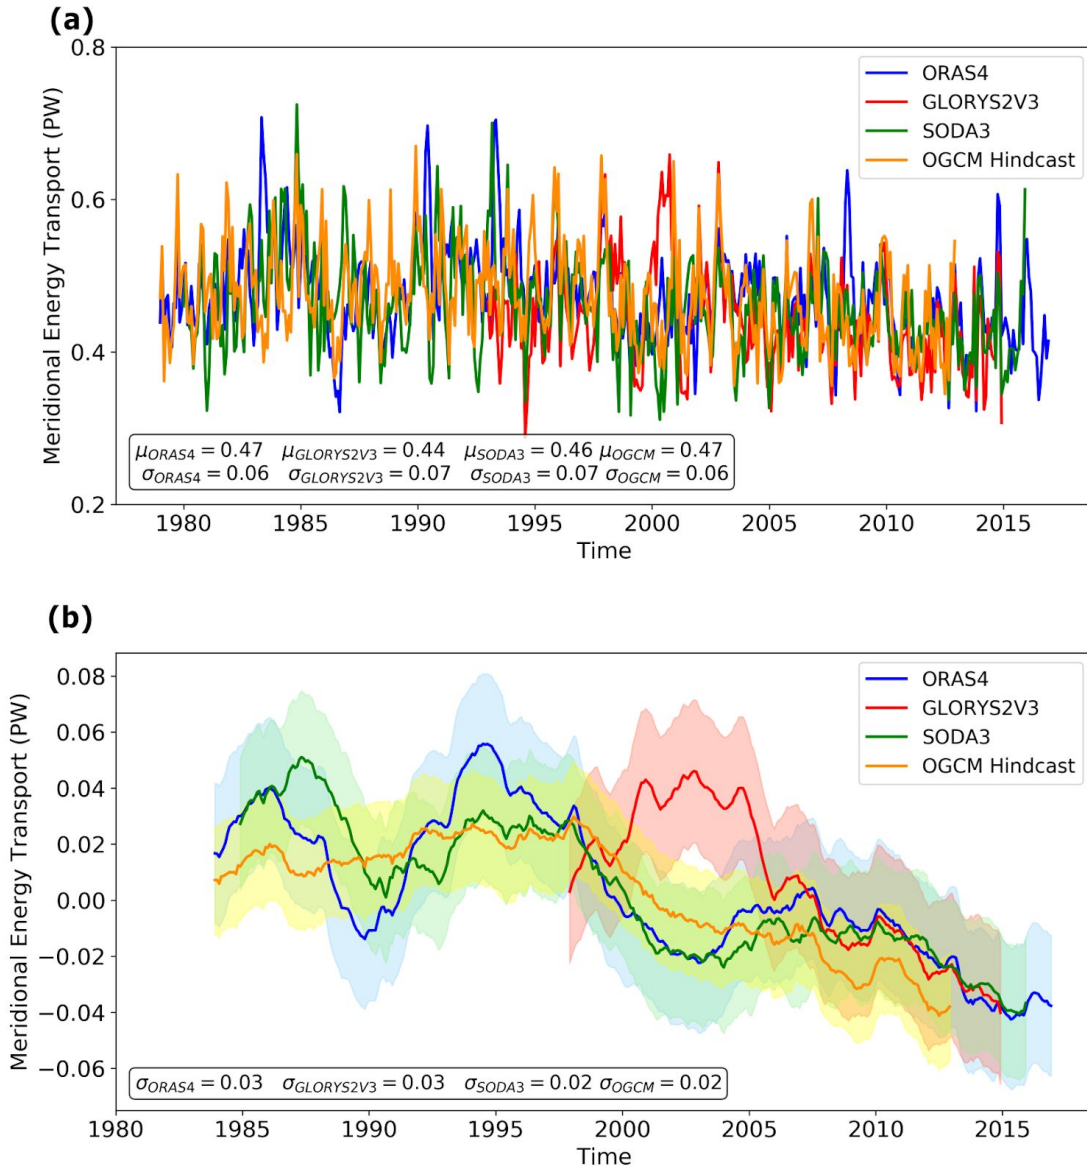 (a)
Meridional Energy Transport (PW)
0.8
0.6
0.4
0.2
ORAS4
GLORYS2V3
SODA3
OGCM Hindcast
μORAS4 = 0.47 μGLORYS2V3 = 0.44 μSODA3 = 0.46 μOGCM = 0.47
σORAS4 = 0.06 σGLORYS2V3 = 0.07 σSODA3 = 0.07 σOGCM = 0.06
1980 1985 1990 1995 2000 2005 2010 2015
Time
(b)
Meridional Energy Transport (PW)
0.08
0.06
0.04
0.02
0.00
−0.02
−0.04
−0.06
ORAS4
GLORYS2V3
SODA3
OGCM Hindcast
σORAS4 = 0.03 σGLORYS2V3 = 0.03 σSODA3 = 0.02 σOGCM = 0.02
1980 1985 1990 1995 2000 2005 2010 2015
Time